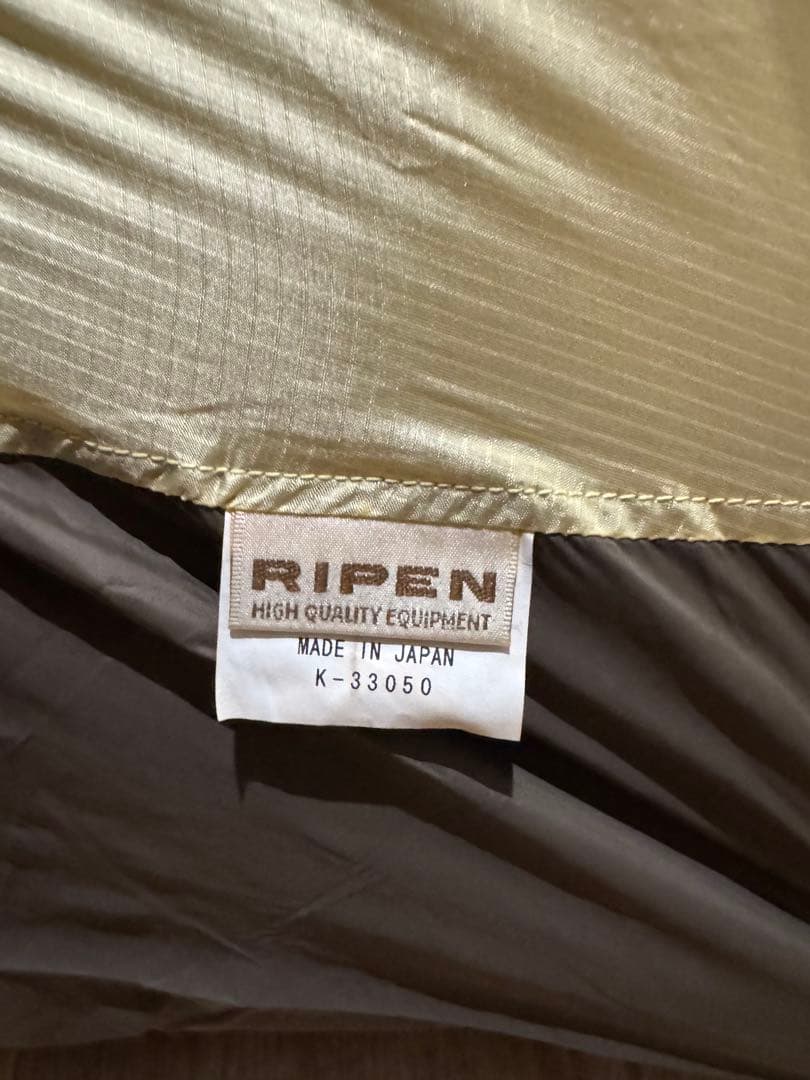 RIPEN
HIGH QUALITY EQUIPMENT
MADE IN JAPAN
K-33050